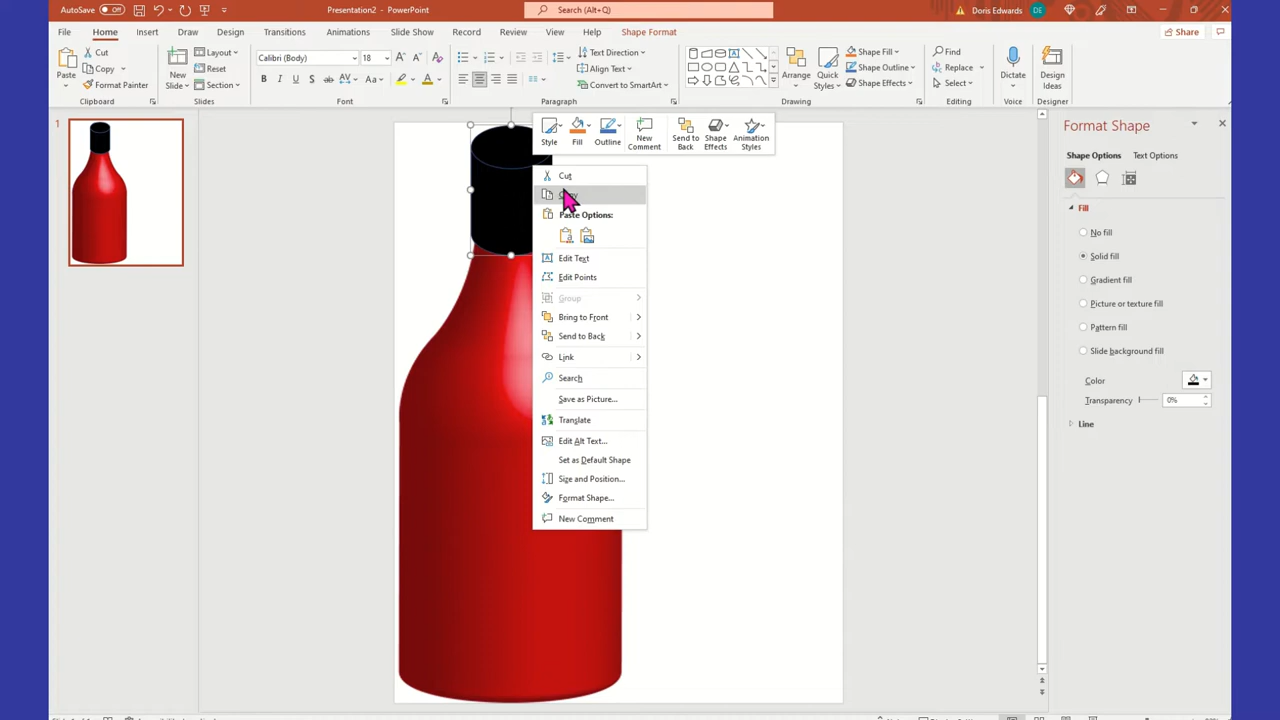 AutoSave Off Presentation2 - PowerPoint Search (Alt+Q) Doris Edwards DE
File Home Insert Draw Design Transitions Animations Slide Show Record Review View Help Shape Format Share
Paste Cut Copy Format Painter Clipboard
New Slide Layout Reset Section Slides
Calibri (Body) 18 B I U S ab AV Aa A Font
Text Direction Align Text Convert to SmartArt Paragraph
Arrange Quick Styles Shape Fill Shape Outline Shape Effects Drawing
Find Replace Select Editing
Dictate Voice
Design Ideas Designer
1
Style Fill Outline New Comment Send to Back Shape Effects Animation Styles
Cut
Copy
Paste Options:
Edit Text
Edit Points
Group
Bring to Front
Send to Back
Link
Search
Save as Picture...
Translate
Edit Alt Text...
Set as Default Shape
Size and Position...
Format Shape...
New Comment
Format Shape
Shape Options Text Options
Fill
No fill
Solid fill
Gradient fill
Picture or texture fill
Pattern fill
Slide background fill
Color
Transparency 0%
Line